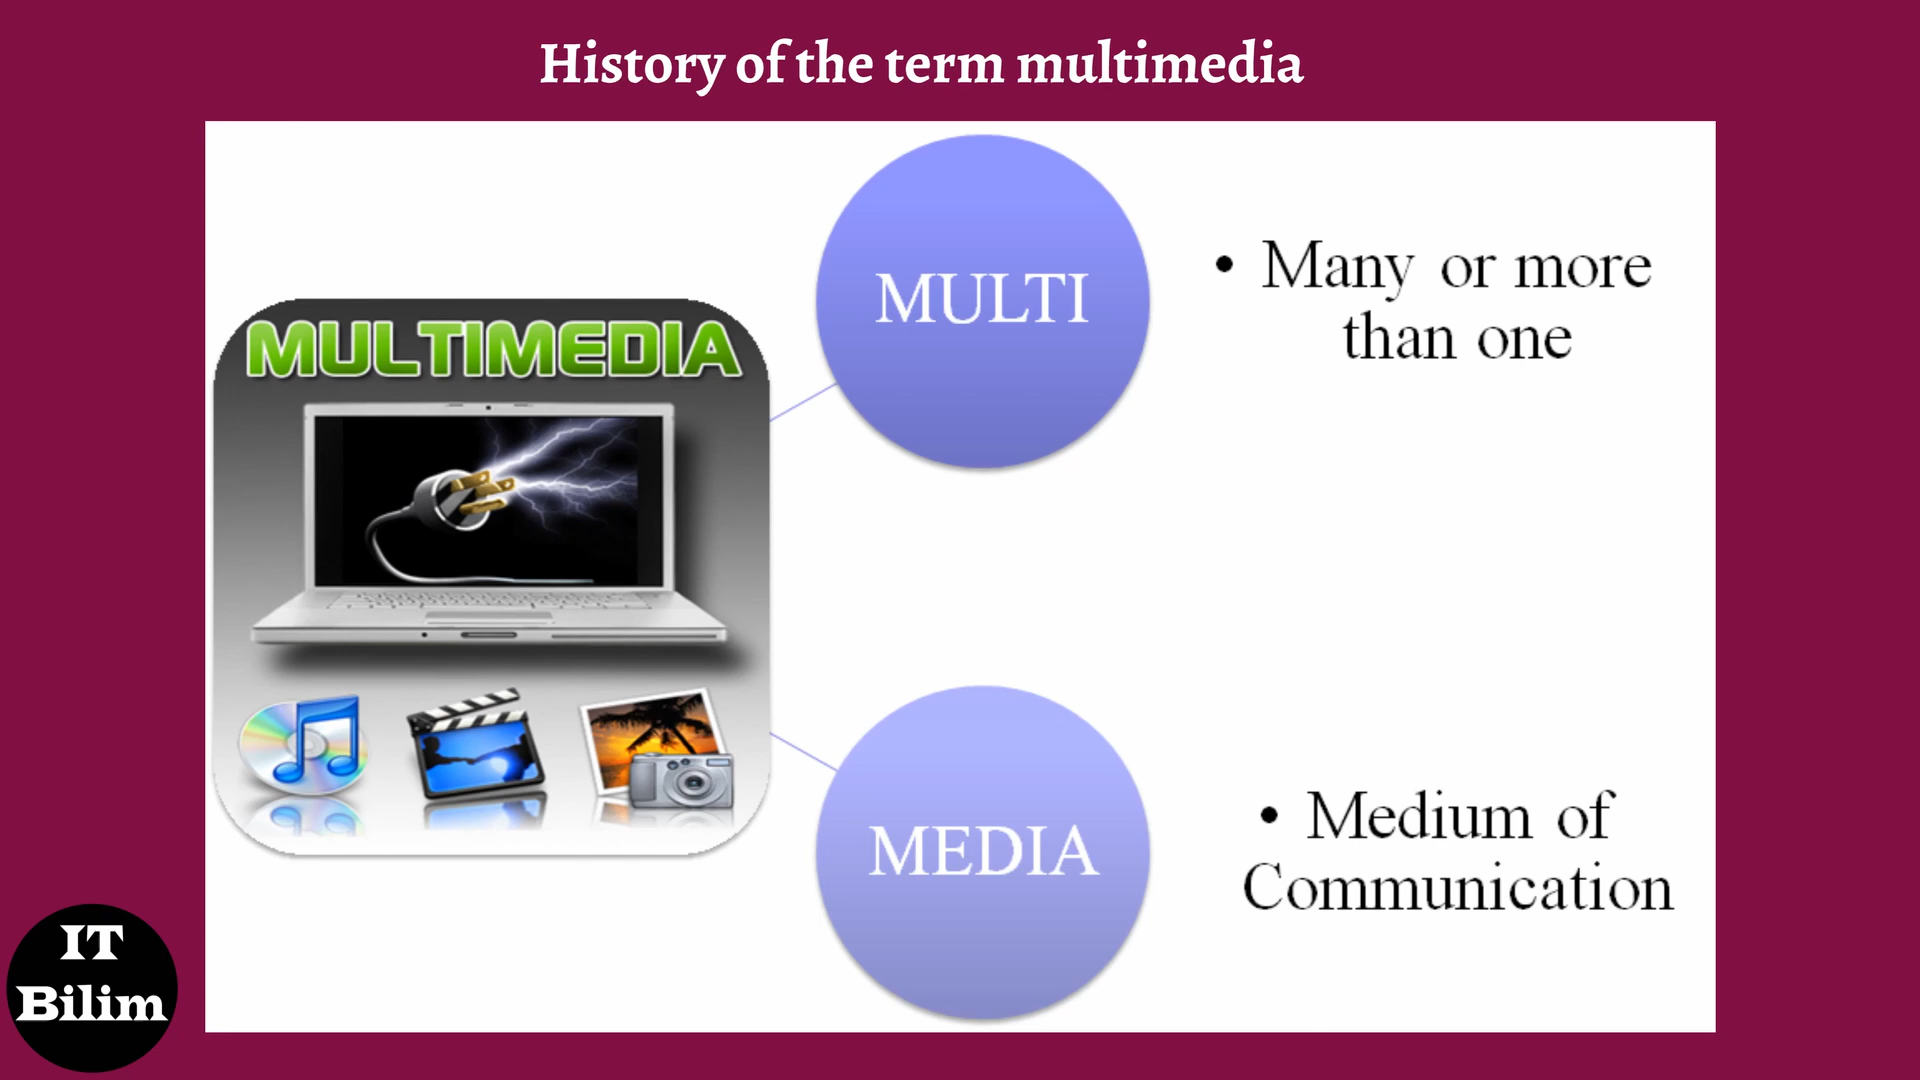 History of the term multimedia
MULTIMEDIA
MULTI
• Many or more
than one
MEDIA
• Medium of
Communication
IT
Bilim